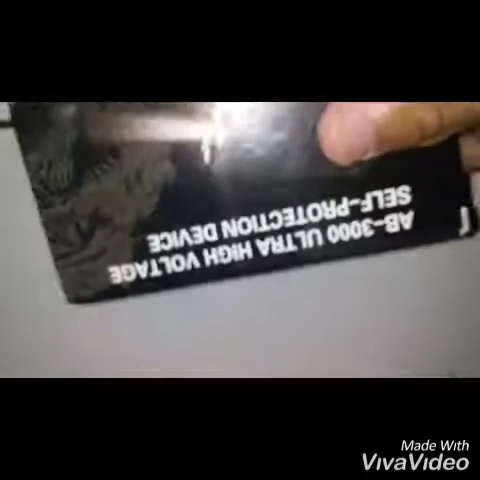 AB-3000 ULTRA HIGH VOLTAGE
SELF-PROTECTION DEVICE
Made With
VivaVideo